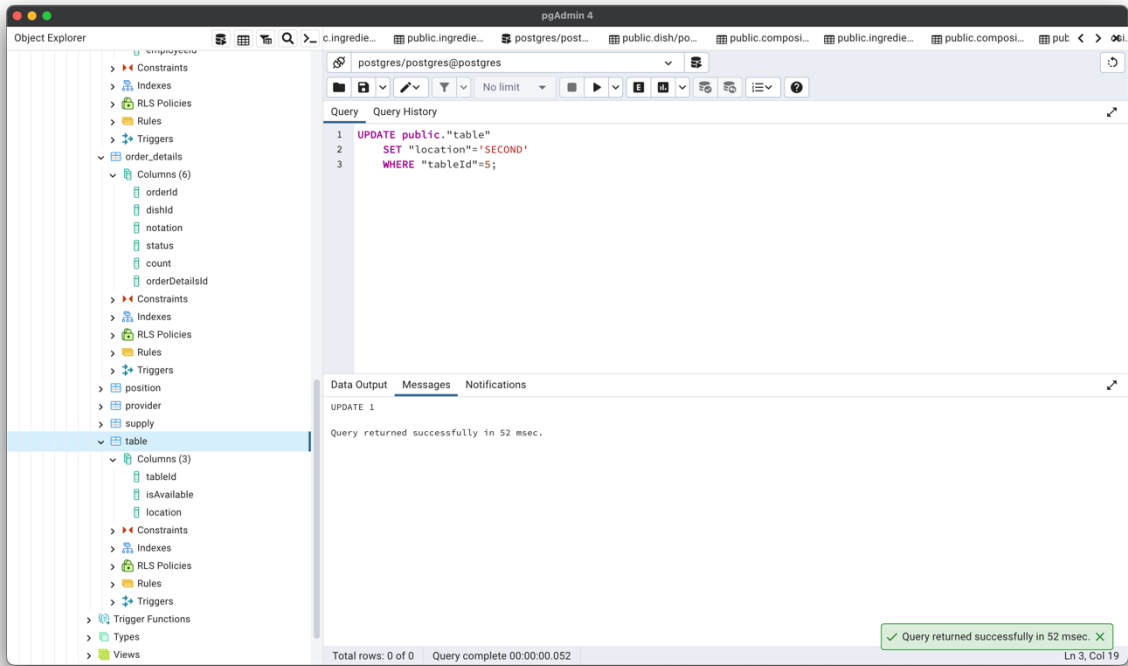 pgAdmin 4
Object Explorer
c.ingredie...
public.ingredie...
postgres/post...
public.dish/po...
public.composi...
public.ingredie...
public.composi...
employeeId
Constraints
Indexes
RLS Policies
Rules
Triggers
order_details
Columns (6)
orderId
dishId
notation
status
count
orderDetailsId
Constraints
Indexes
RLS Policies
Rules
Triggers
position
provider
supply
table
Columns (3)
tableId
isAvailable
location
Constraints
Indexes
RLS Policies
Rules
Triggers
Trigger Functions
Types
Views
postgres/postgres@postgres
No limit
E
Query Query History
1 UPDATE public."table"
2 SET "location"='SECOND'
3 WHERE "tableId"=5;
Data Output Messages Notifications
UPDATE 1
Query returned successfully in 52 msec.
Query returned successfully in 52 msec.
Total rows: 0 of 0 Query complete 00:00:00.052 Ln 3, Col 19